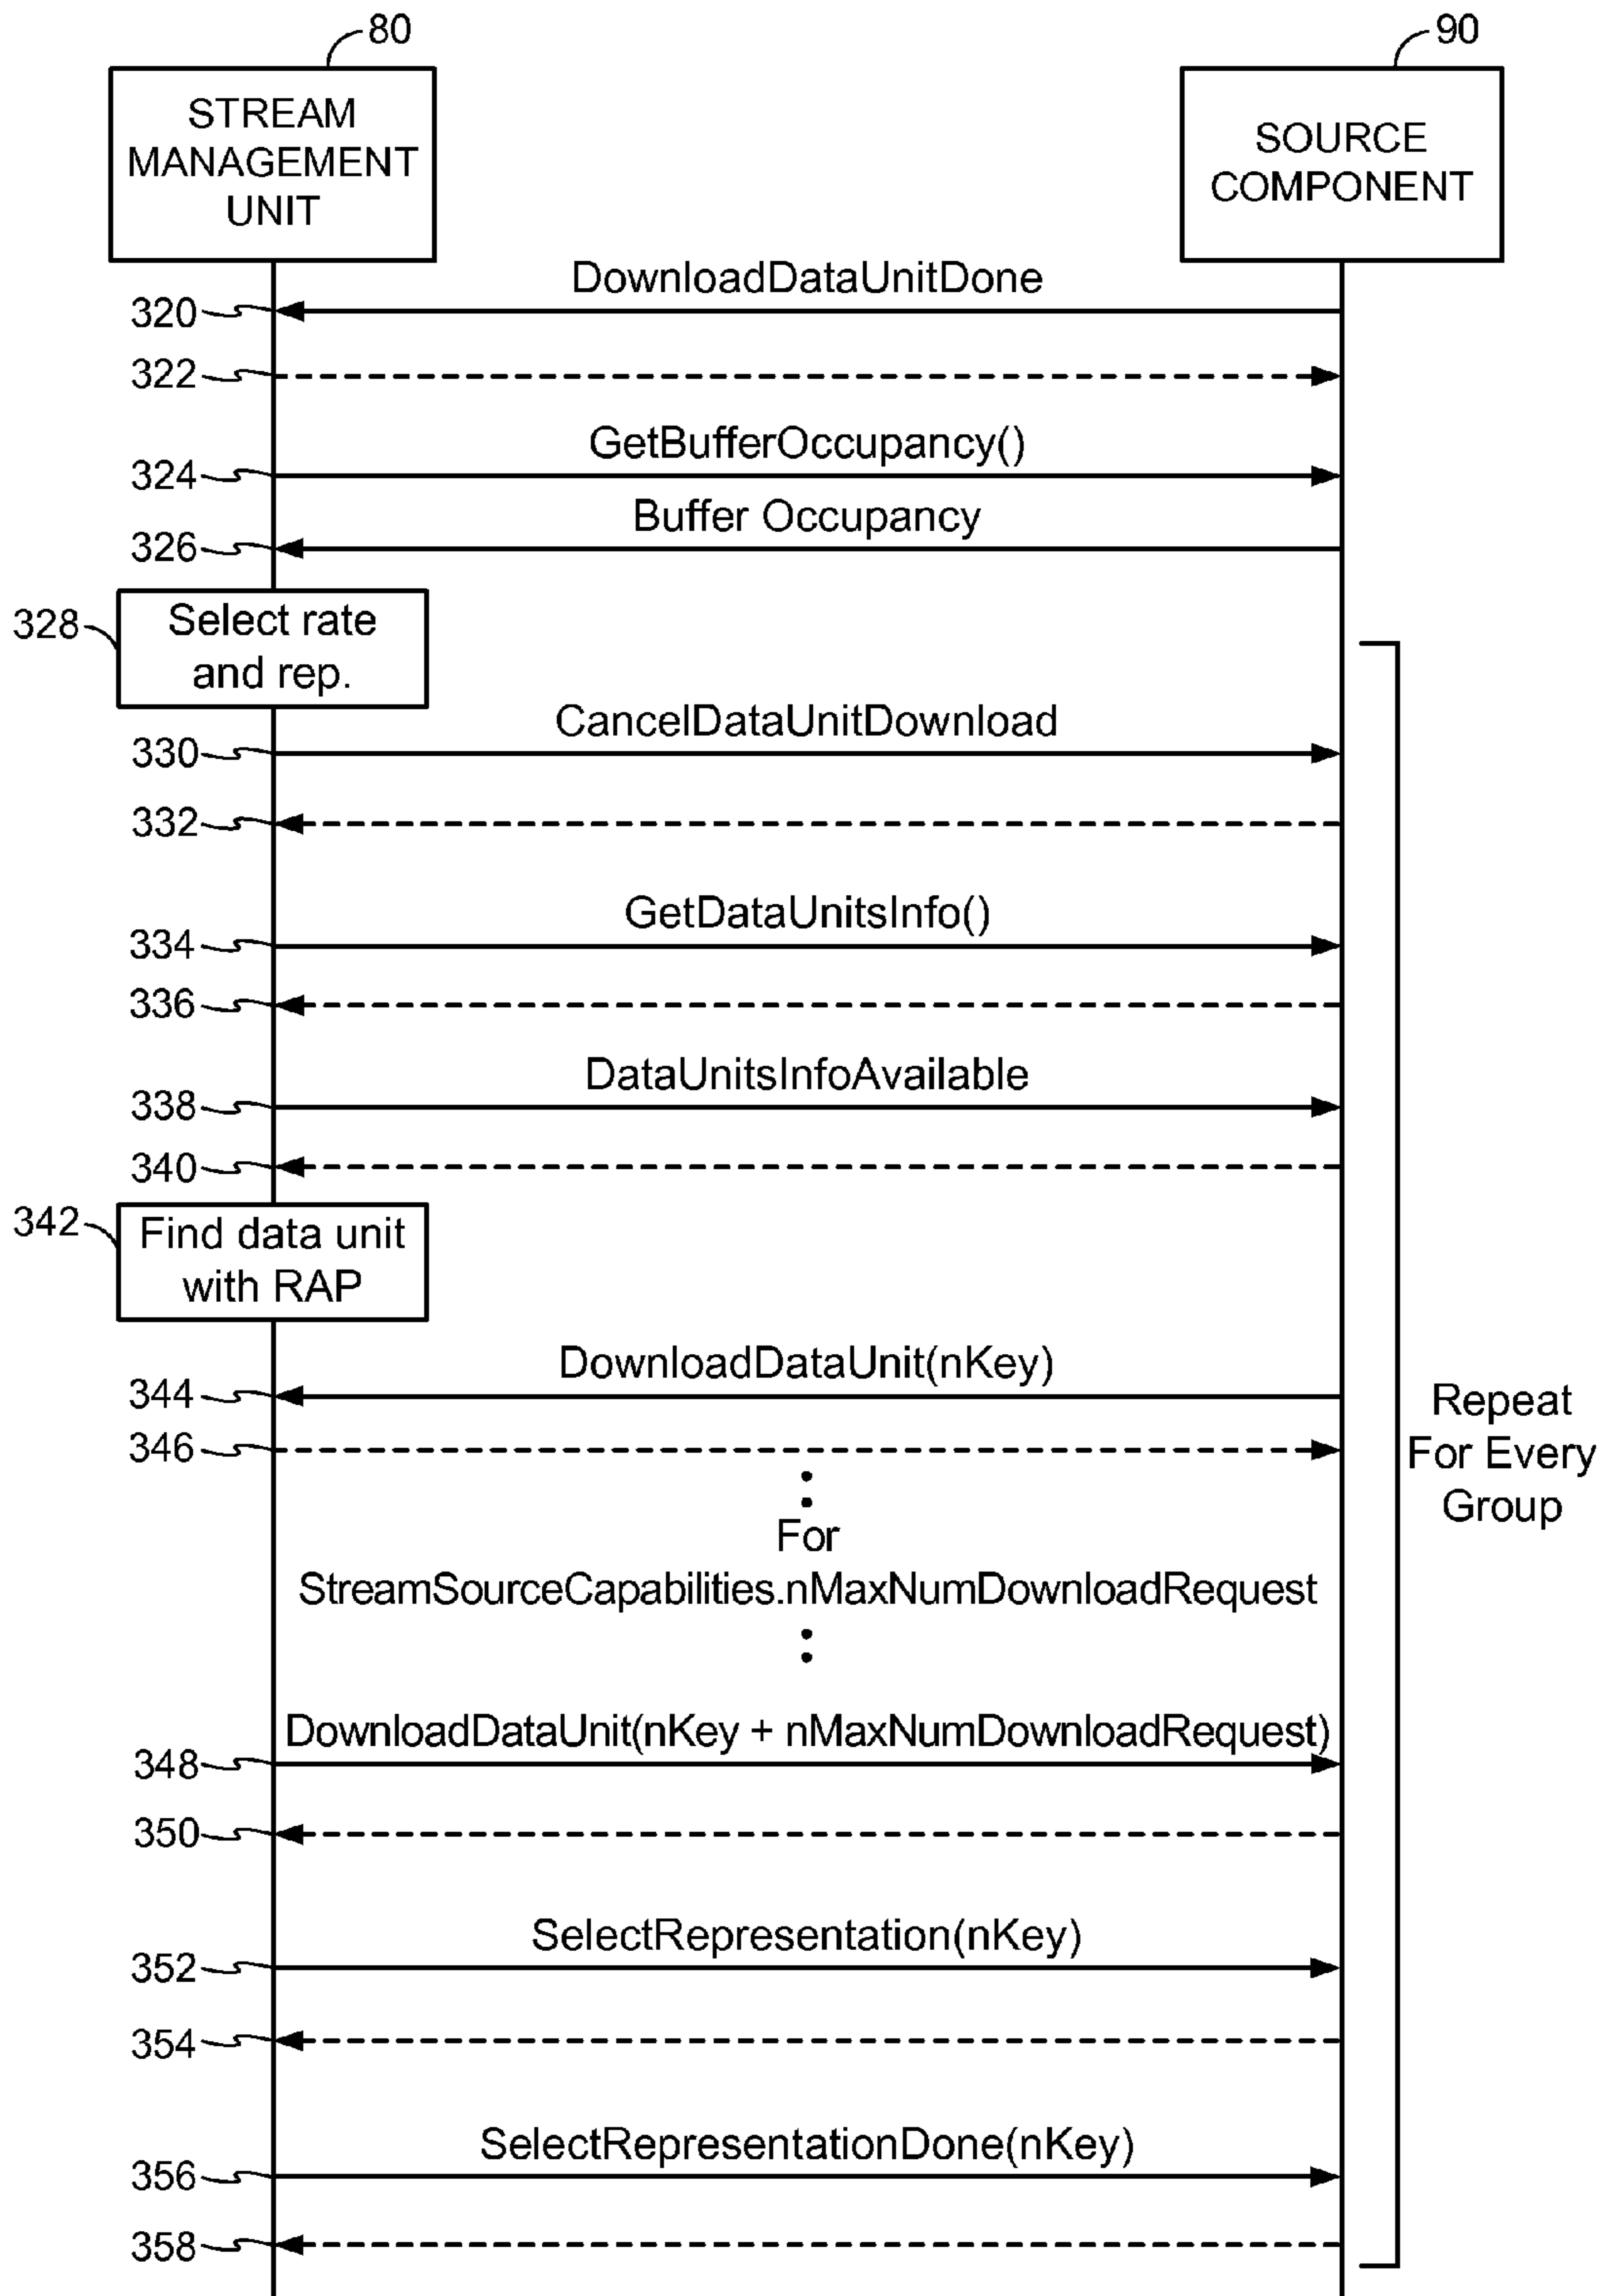 80
90
STREAM
MANAGEMENT
UNIT
SOURCE
COMPONENT
DownloadDataUnitDone
320
322
GetBufferOccupancy()
324
Buffer Occupancy
326
328
Select rate
and rep.
CancelDataUnitDownload
330
332
GetDataUnitsInfo()
334
336
DataUnitsInfoAvailable
338
340
342
Find data unit
with RAP
DownloadDataUnit(nKey)
344
346
Repeat
For Every
Group
For
StreamSourceCapabilities.nMaxNumDownloadRequest
DownloadDataUnit(nKey + nMaxNumDownloadRequest)
348
350
SelectRepresentation(nKey)
352
354
SelectRepresentationDone(nKey)
356
358